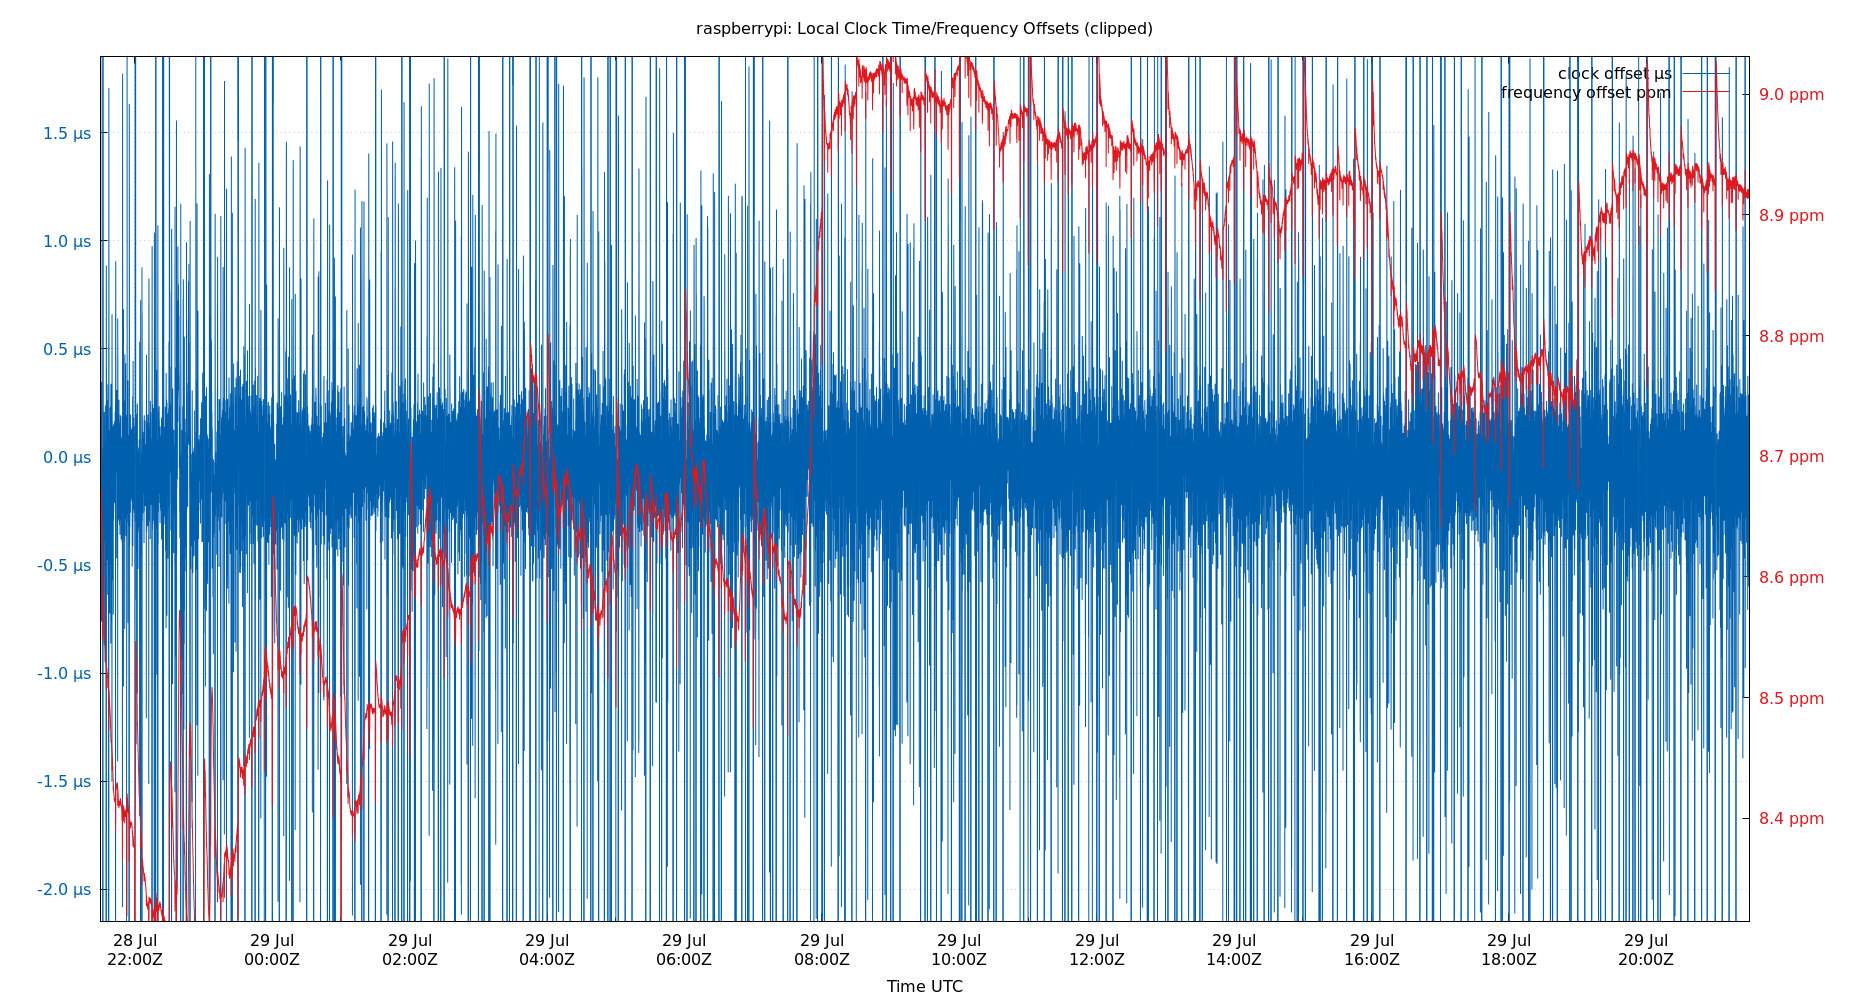 raspberrypi: Local Clock Time/Frequency Offsets (clipped)
clock offset µs
frequency offset ppm
1.5 µs
1.0 µs
0.5 µs
0.0 µs
-0.5 µs
-1.0 µs
-1.5 µs
-2.0 µs
9.0 ppm
8.9 ppm
8.8 ppm
8.7 ppm
8.6 ppm
8.5 ppm
8.4 ppm
28 Jul 29 Jul 29 Jul 29 Jul 29 Jul 29 Jul 29 Jul 29 Jul 29 Jul 29 Jul 29 Jul 29 Jul
22:00Z 00:00Z 02:00Z 04:00Z 06:00Z 08:00Z 10:00Z 12:00Z 14:00Z 16:00Z 18:00Z 20:00Z
Time UTC